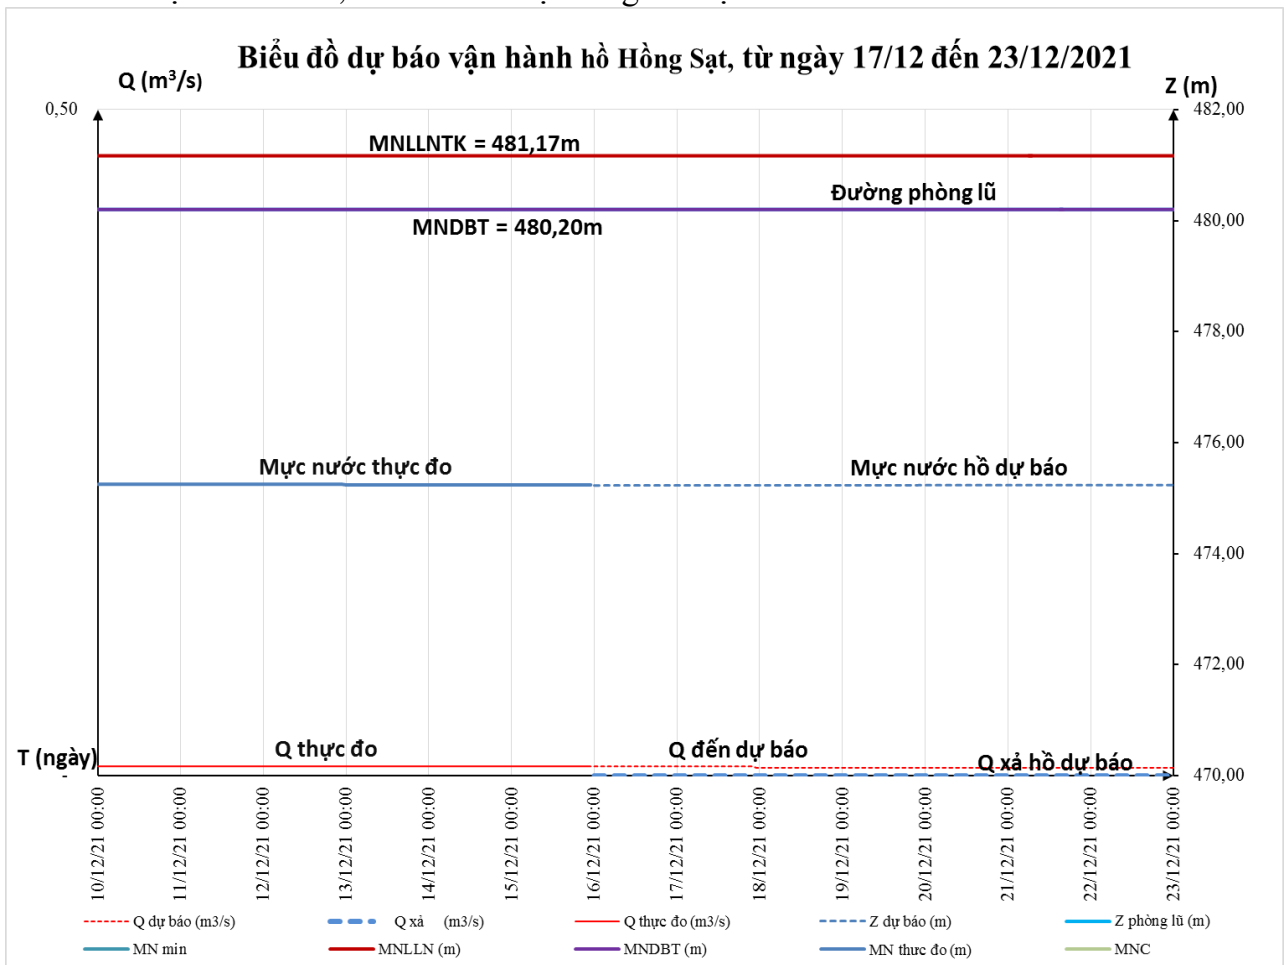 Biểu đồ dự báo vận hành hồ Hồng Sạt, từ ngày 17/12 đến 23/12/2021
Q (m³/s)
Z (m)
0,50
482,00
MNLLNTK = 481,17m
Đường phòng lũ
MNDBT = 480,20m
480,00
478,00
476,00
Mực nước thực đo
Mực nước hồ dự báo
474,00
472,00
Q thực đo
Q đến dự báo
T (ngày)
Q xả hồ dự báo
-
470,00
10/12/21 00:00
11/12/21 00:00
12/12/21 00:00
13/12/21 00:00
14/12/21 00:00
15/12/21 00:00
16/12/21 00:00
17/12/21 00:00
18/12/21 00:00
19/12/21 00:00
20/12/21 00:00
21/12/21 00:00
22/12/21 00:00
23/12/21 00:00
Q dự báo (m3/s)
Q xả (m3/s)
Q thực đo (m3/s)
Z dự báo (m)
Z phòng lũ (m)
MN min
MNLLN (m)
MNDBT (m)
MN thưc đo (m)
MNC